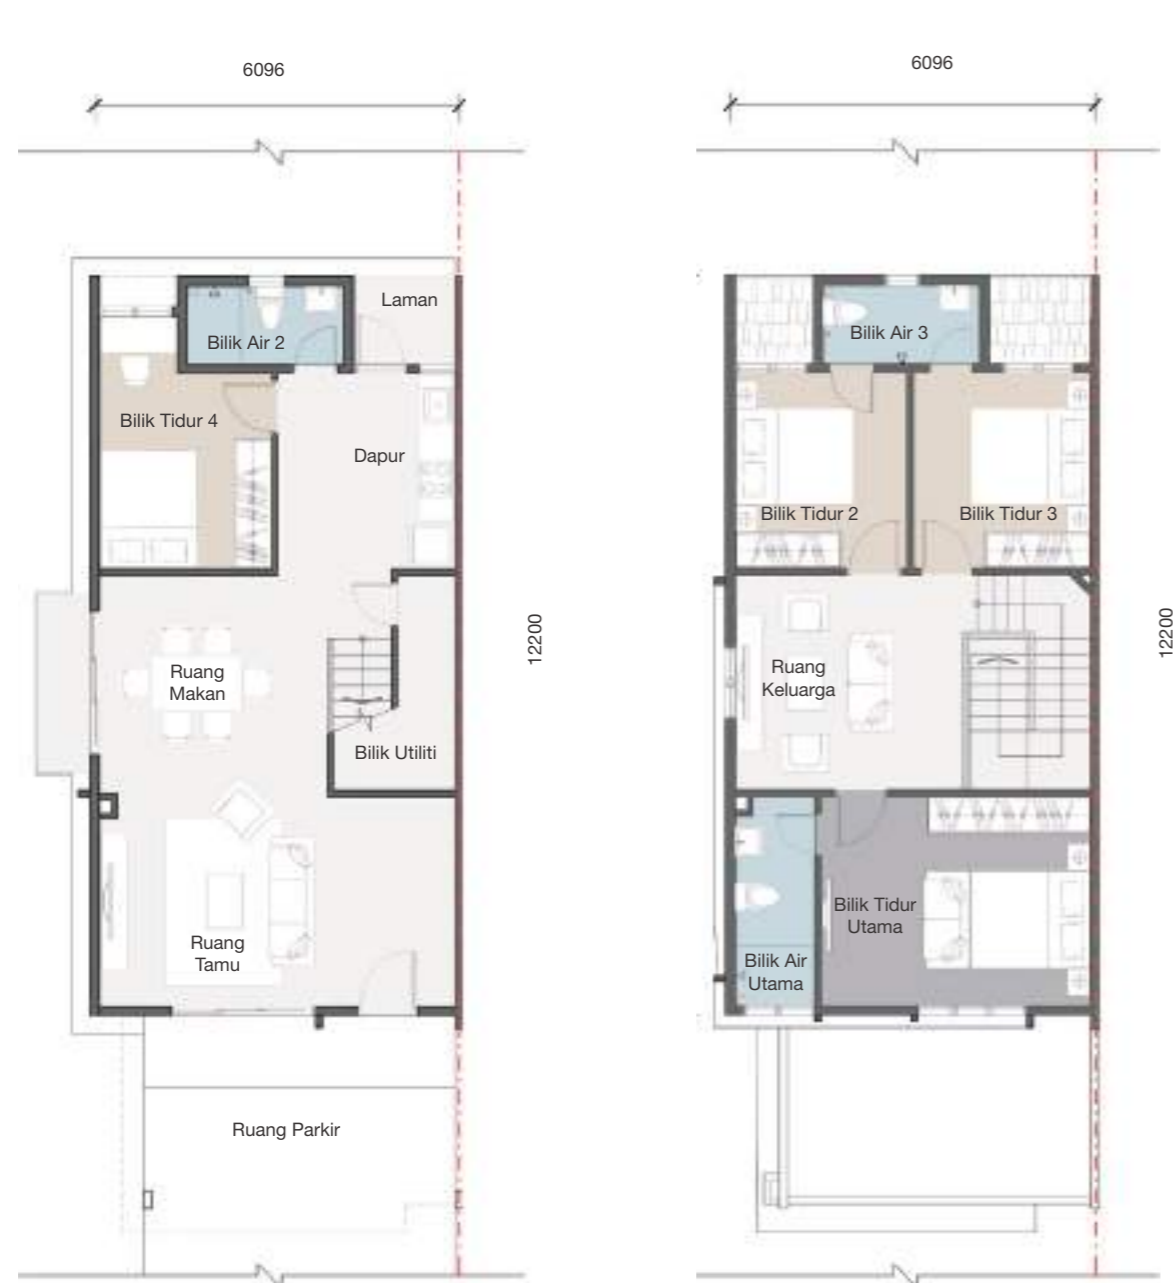 6096
Laman
Bilik Air 2
Bilik Tidur 4
Dapur
12200
Ruang
Makan
Bilik Utiliti
Ruang
Tamu
Ruang Parkir
6096
Bilik Air 3
Bilik Tidur 2
Bilik Tidur 3
12200
Ruang
Keluarga
Bilik Tidur
Utama
Bilik Air
Utama